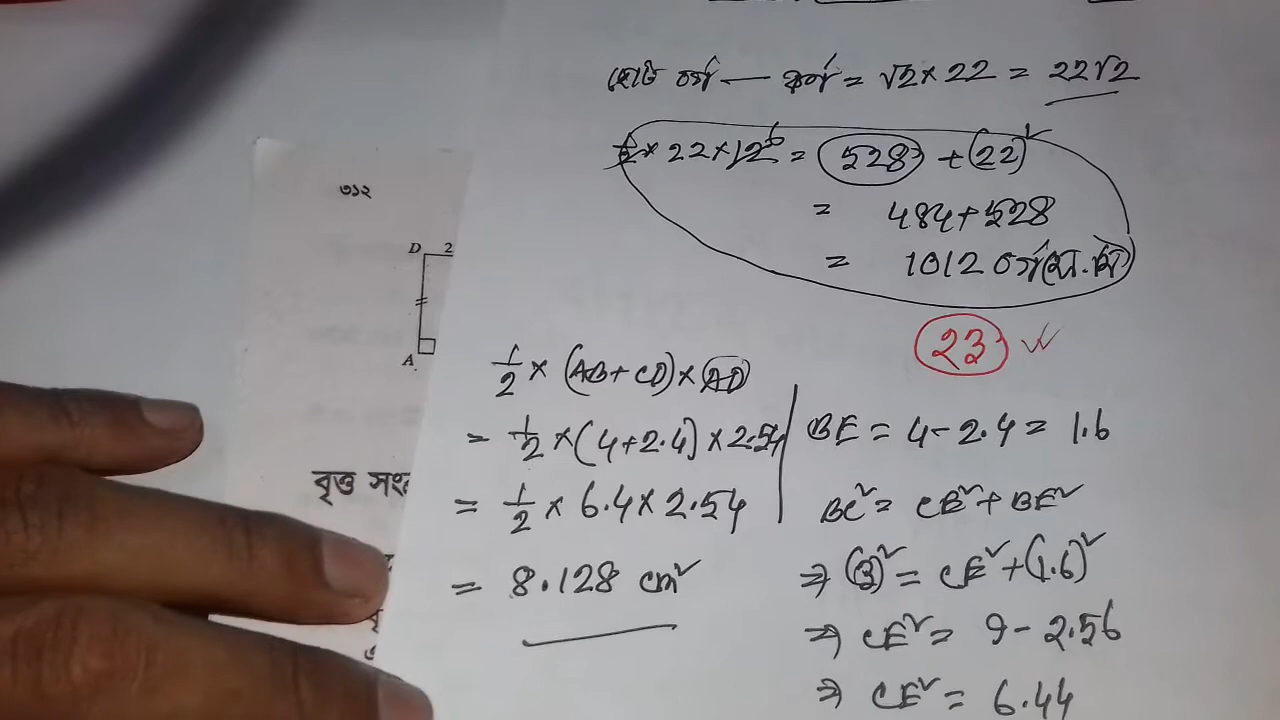 ছোট বর্গ — কর্ণ = √2 × 22 = 22√2
½ × 22 × 12 = 528 + (22)²
= 484 + 528
= 1012 বর্গ
23
৩১২
D 2
A
½ × (AB + CD) × AD
= ½ × (4 + 2.4) × 2.54
= ½ × 6.4 × 2.54
= 8.128 cm²
BE = 4 - 2.4 = 1.6
BC² = CE² + BE²
⇒ (3)² = CE² + (1.6)²
⇒ CE² = 9 - 2.56
⇒ CE² = 6.44
বৃত্ত